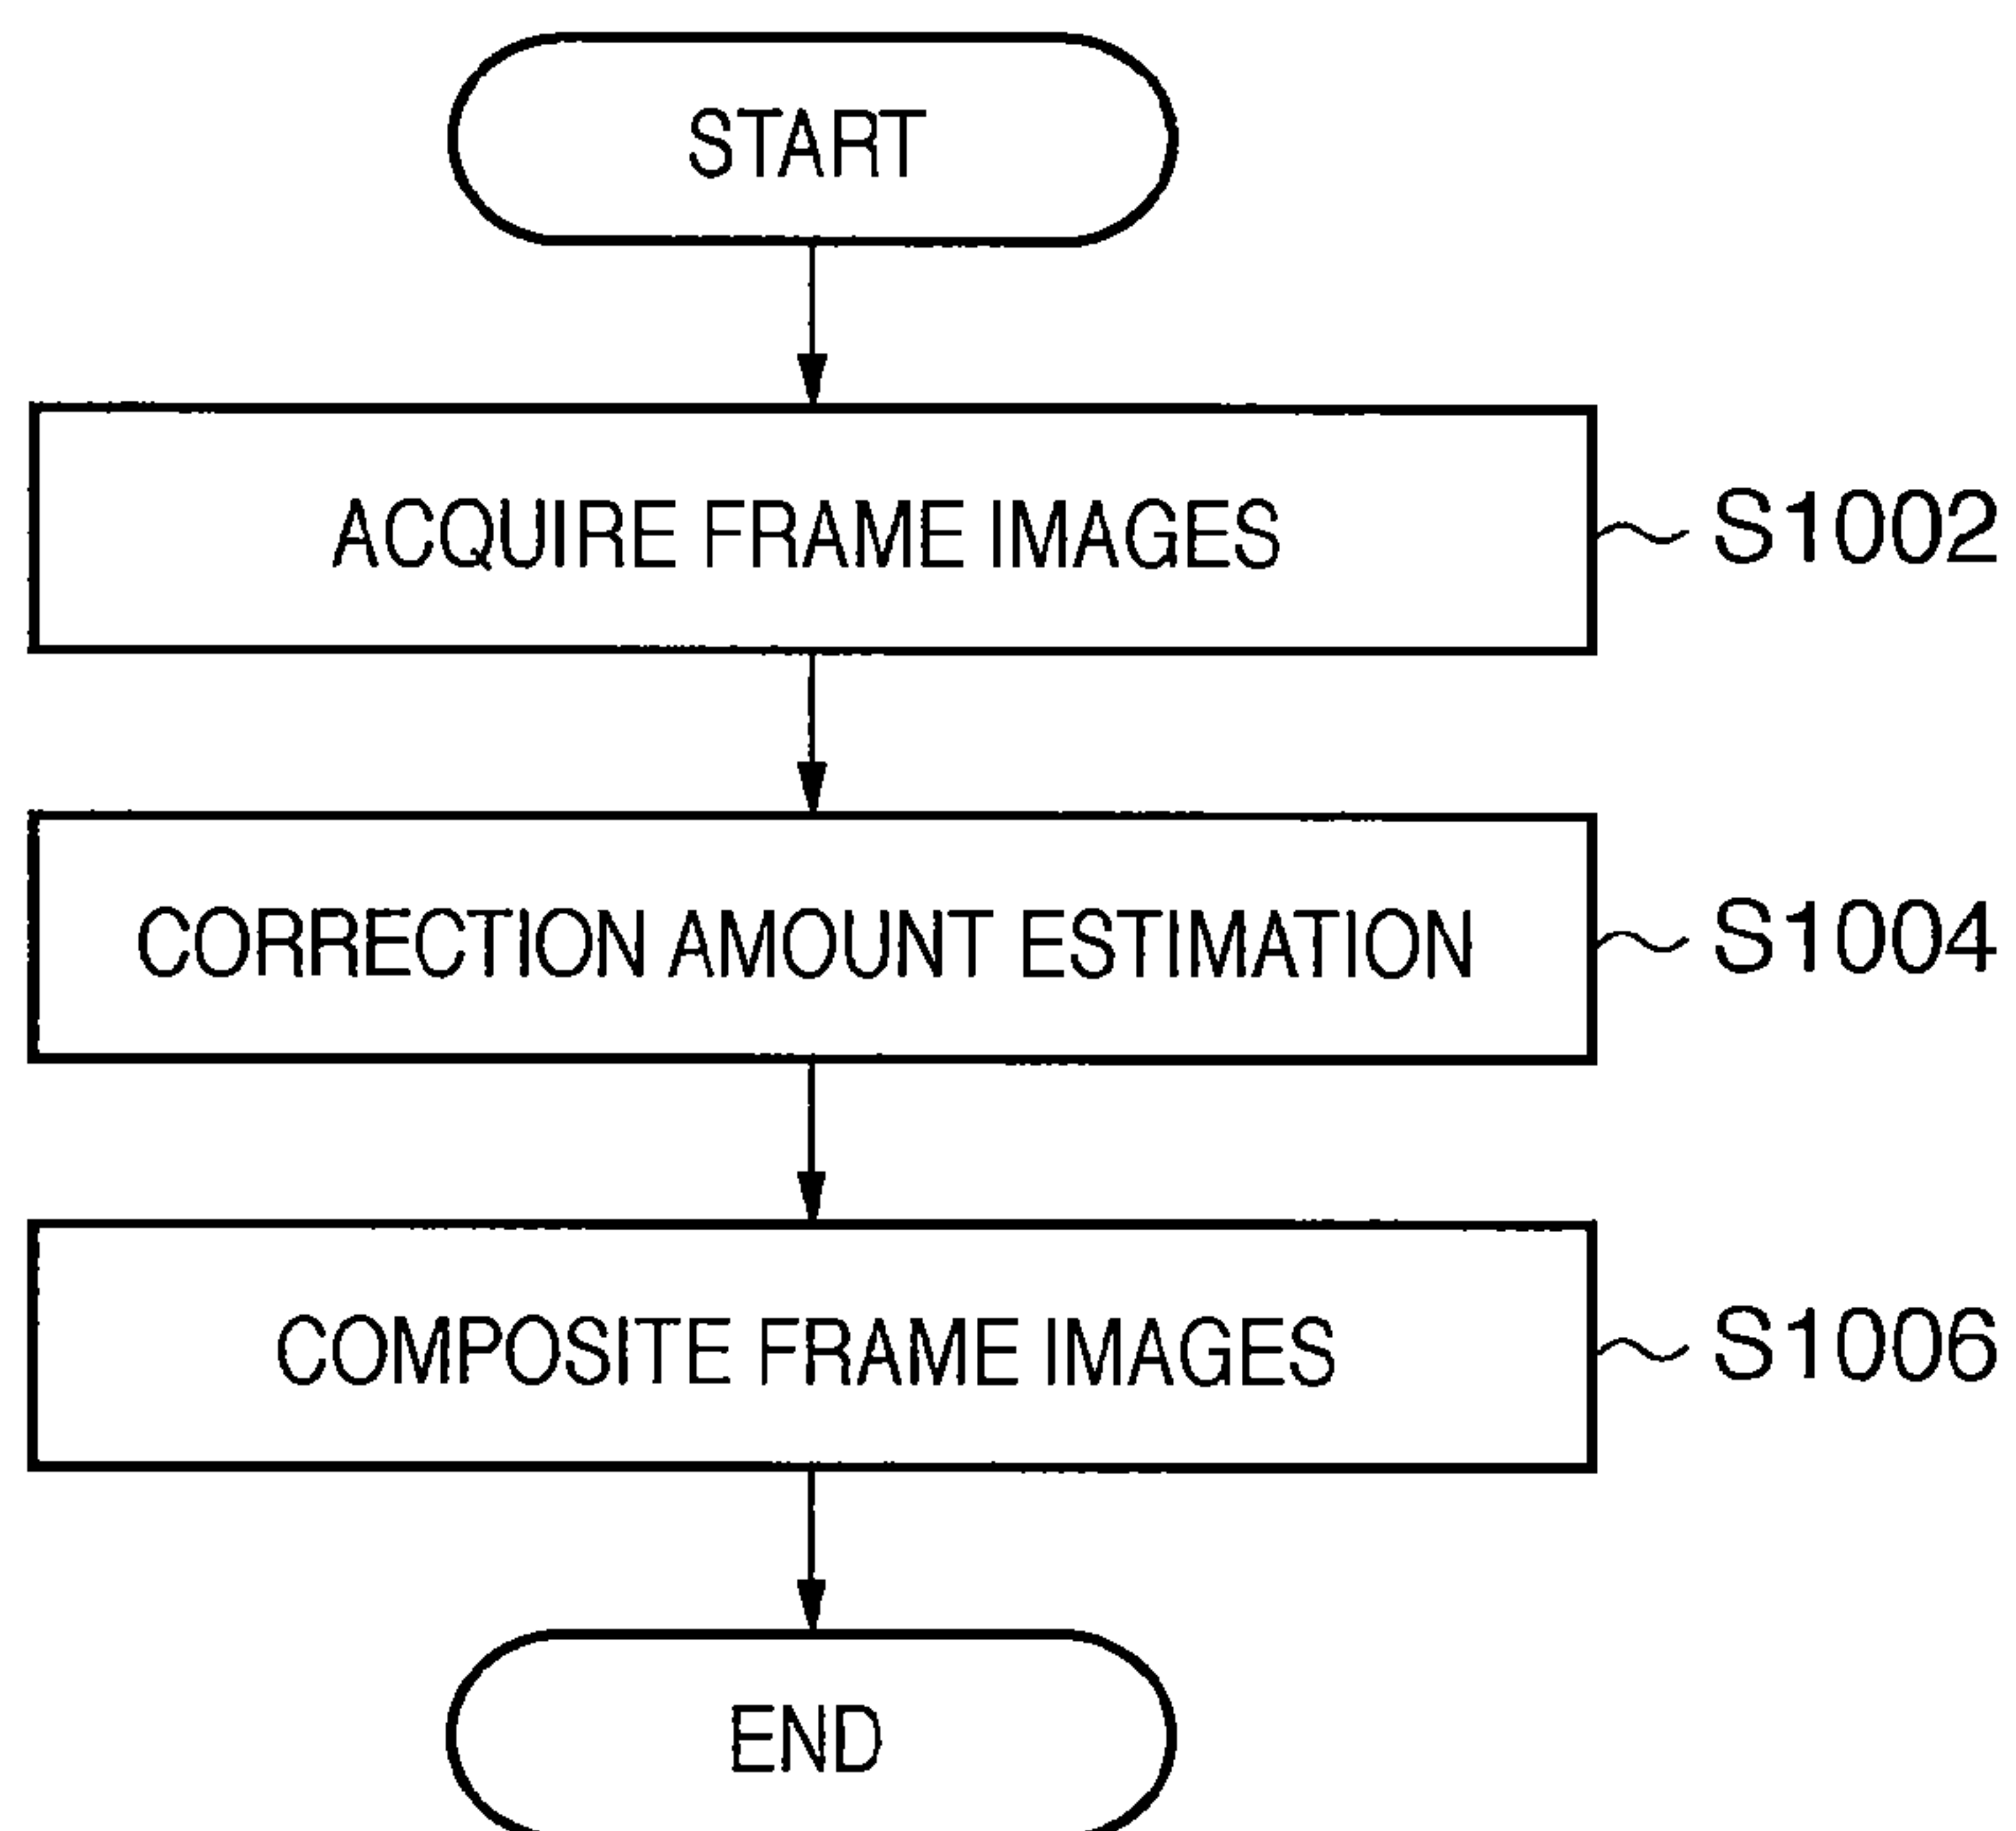 START
ACQUIRE FRAME IMAGES S1002
CORRECTION AMOUNT ESTIMATION S1004
COMPOSITE FRAME IMAGES S1006
END